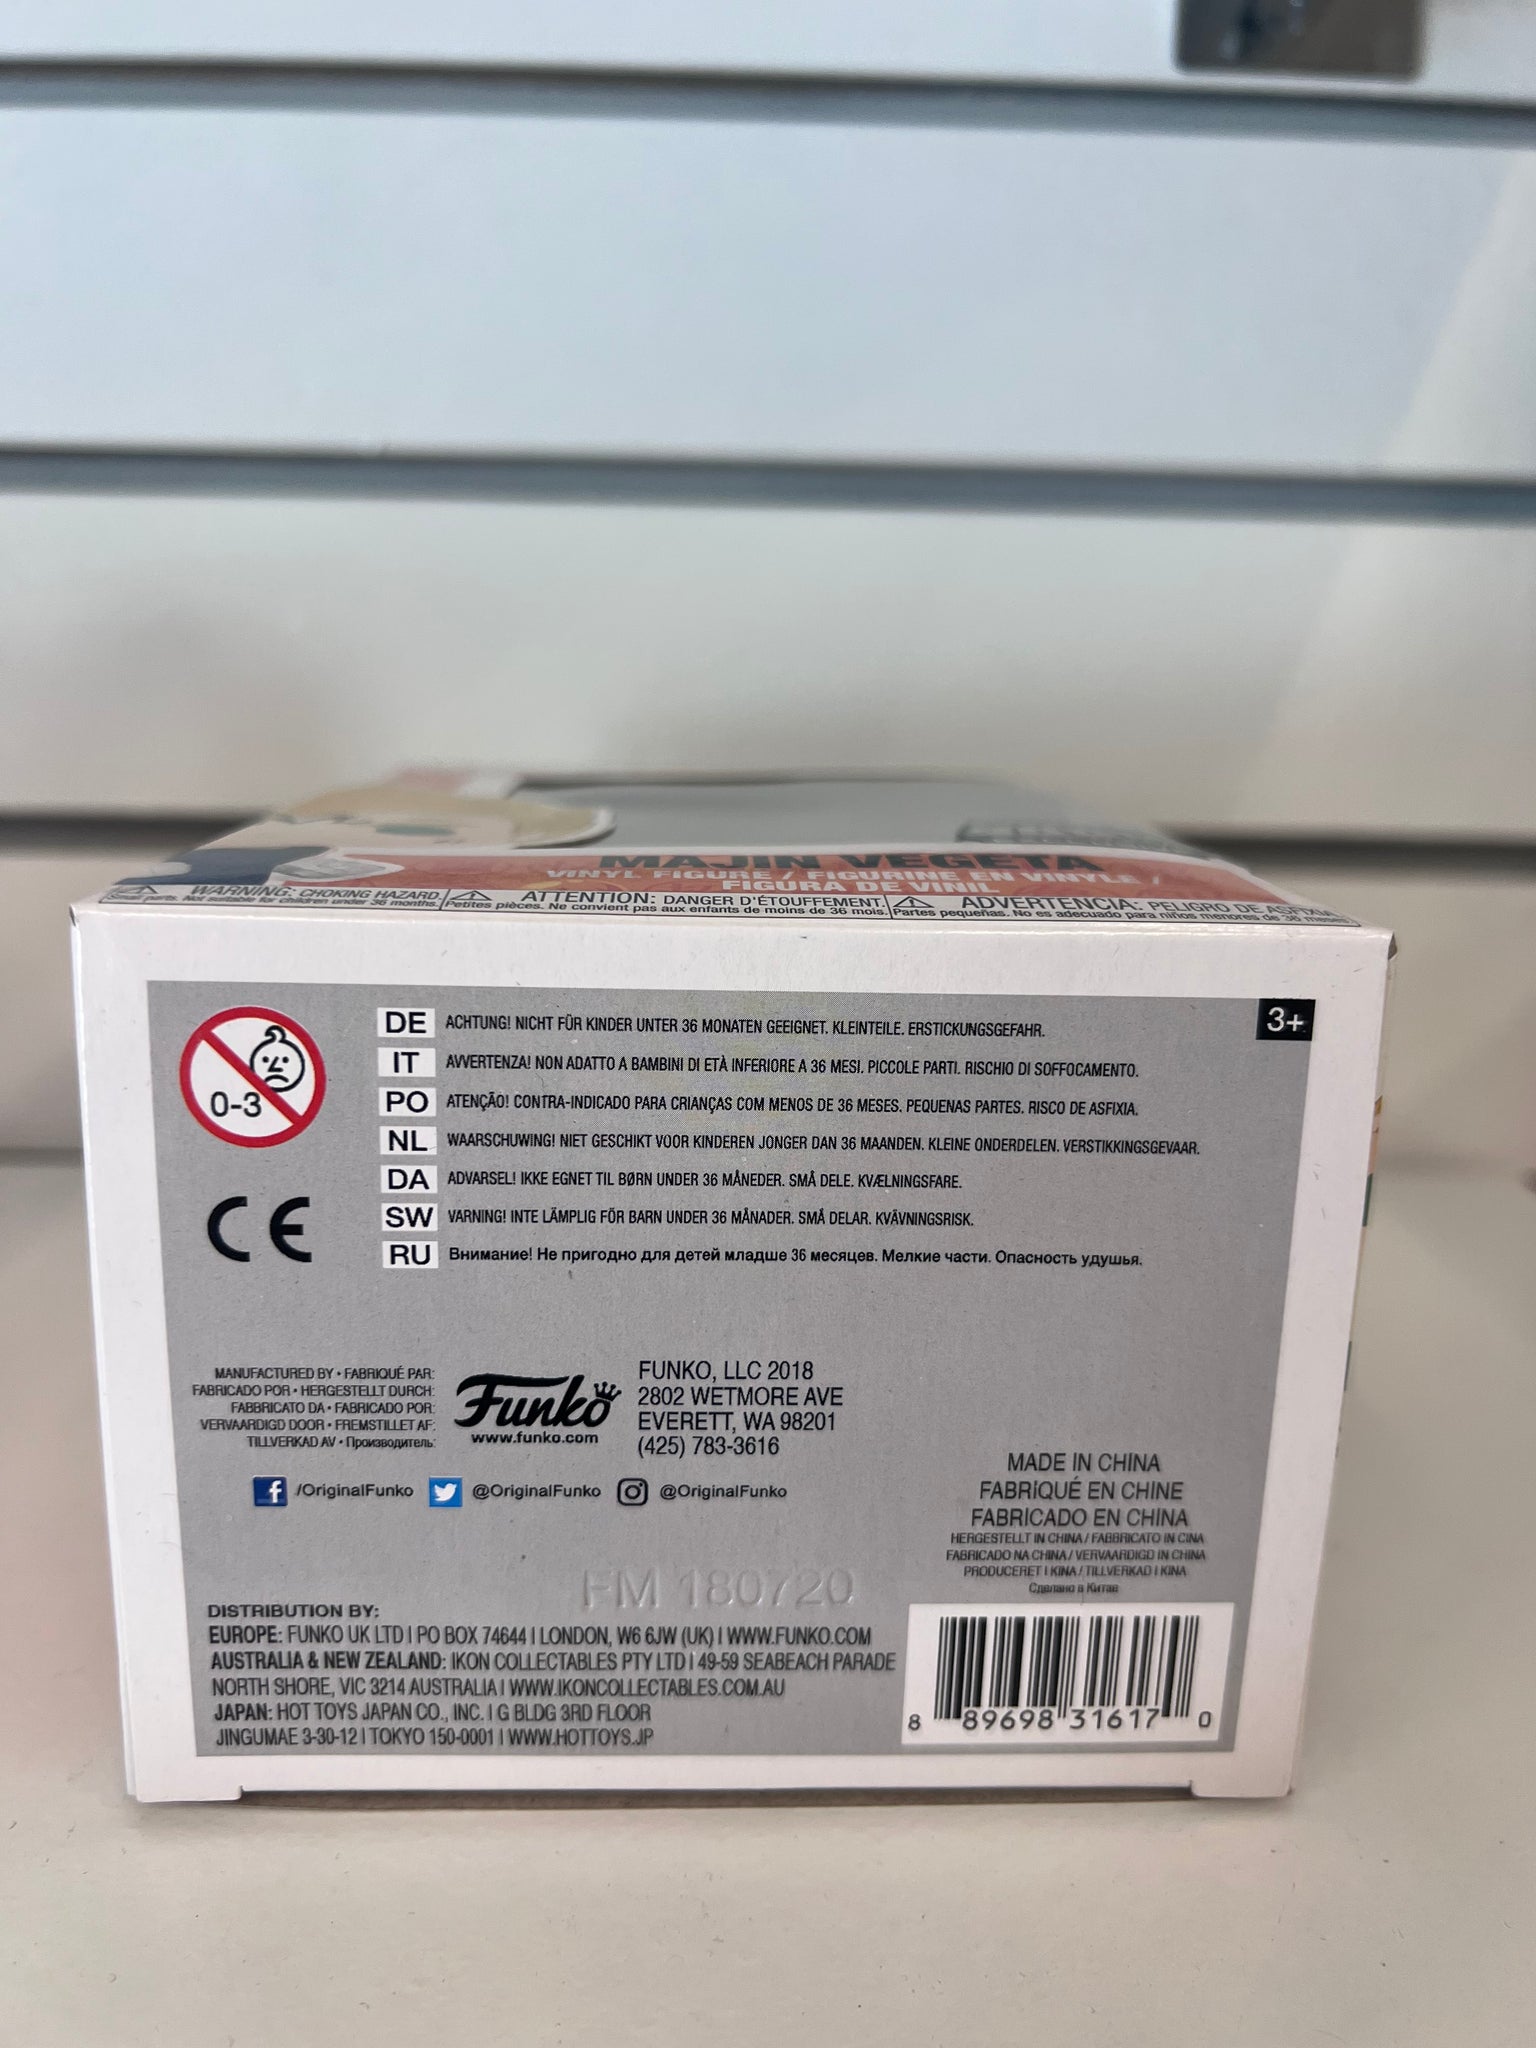 MAJIN VEGETA
VINYL FIGURE / FIGURINE EN VINYLE /
FIGURA DE VINIL
WARNING: CHOKING HAZARD.
Small parts. Not suitable for children under 36 months.
ATTENTION: DANGER D'ÉTOUFFEMENT.
Petites pièces. Ne convient pas aux enfants de moins de 36 mois.
ADVERTENCIA: PELIGRO DE ASFIXIA
Partes pequeñas. No es adecuado para niños menores de 36 meses.
0-3
3+
DE ACHTUNG! NICHT FÜR KINDER UNTER 36 MONATEN GEEIGNET. KLEINTEILE. ERSTICKUNGSGEFAHR.
IT AVVERTENZA! NON ADATTO A BAMBINI DI ETÀ INFERIORE A 36 MESI. PICCOLE PARTI. RISCHIO DI SOFFOCAMENTO.
PO ATENÇÃO! CONTRA-INDICADO PARA CRIANÇAS COM MENOS DE 36 MESES. PEQUENAS PARTES. RISCO DE ASFIXIA.
NL WAARSCHUWING! NIET GESCHIKT VOOR KINDEREN JONGER DAN 36 MAANDEN. KLEINE ONDERDELEN. VERSTIKKINGSGEVAAR.
DA ADVARSEL! IKKE EGNET TIL BØRN UNDER 36 MÅNEDER. SMÅ DELE. KVÆLNINGSFARE.
SW VARNING! INTE LÄMPLIG FÖR BARN UNDER 36 MÅNADER. SMÅ DELAR. KVÄVNINGSRISK.
RU Внимание! Не пригодно для детей младше 36 месяцев. Мелкие части. Опасность удушья.
CE
MANUFACTURED BY • FABRIQUÉ PAR:
FABRICADO POR • HERGESTELLT DURCH:
FABBRICATO DA • FABRICADO POR:
VERVAARDIGD DOOR • FREMSTILLET AF:
TILLVERKAD AV • Производитель:
Funko
www.funko.com
FUNKO, LLC 2018
2802 WETMORE AVE
EVERETT, WA 98201
(425) 783-3616
/OriginalFunko @OriginalFunko @OriginalFunko
MADE IN CHINA
FABRIQUÉ EN CHINE
FABRICADO EN CHINA
HERGESTELLT IN CHINA / FABBRICATO IN CINA
FABRICADO NA CHINA / VERVAARDIGD IN CHINA
PRODUCERET I KINA / TILLVERKAD I KINA
Сделано в Китае
FM 180720
DISTRIBUTION BY:
EUROPE: FUNKO UK LTD I PO BOX 74644 I LONDON, W6 6JW (UK) I WWW.FUNKO.COM
AUSTRALIA & NEW ZEALAND: IKON COLLECTABLES PTY LTD I 49-59 SEABEACH PARADE
NORTH SHORE, VIC 3214 AUSTRALIA I WWW.IKONCOLLECTABLES.COM.AU
JAPAN: HOT TOYS JAPAN CO., INC. I G BLDG 3RD FLOOR
JINGUMAE 3-30-12 I TOKYO 150-0001 I WWW.HOTTOYS.JP
8 89698 31617 0